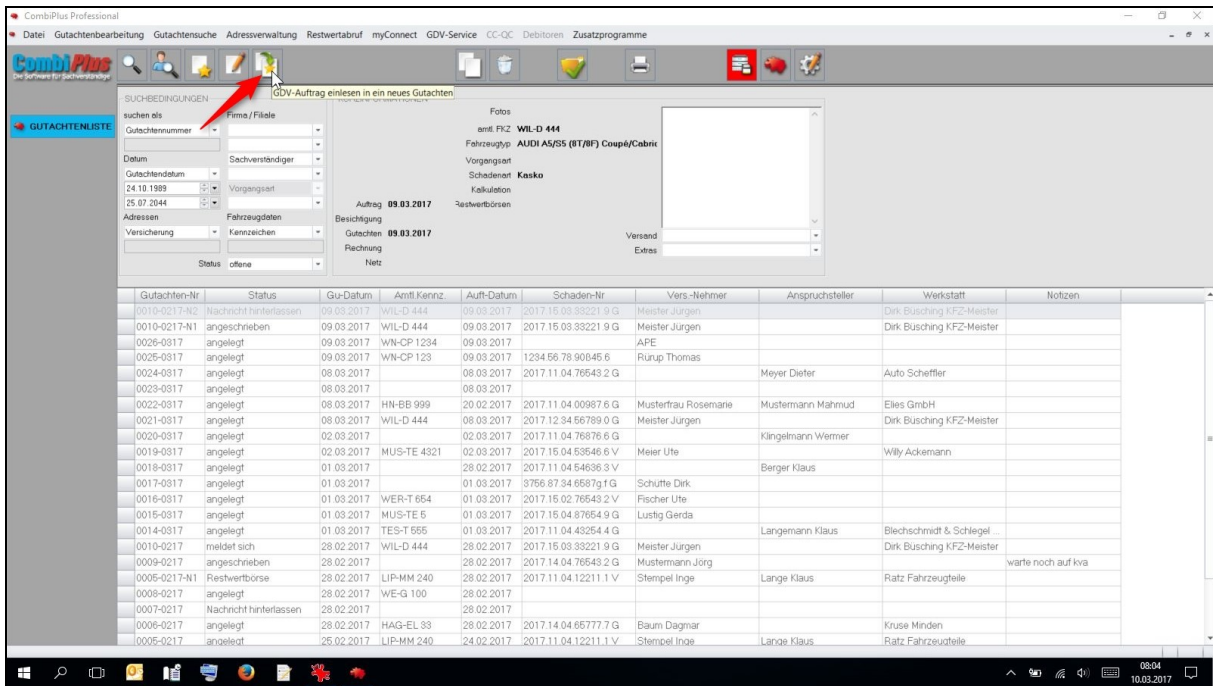 CombiPlus Professional
Datei Gutachtenbearbeitung Gutachtensuche Adressverwaltung Restwertabruf myConnect GDV-Service CC-QC Debitoren Zusatzprogramme
CombiPlus
Die Software für Sachverständige
GDV-Auftrag einlesen in ein neues Gutachten
GUTACHTENLISTE
SUCHBEDINGUNGEN
suchen als Firma / Filiale
Gutachtennummer
Datum Sachverständiger
Gutachtendatum
24.10.1989 Vorgangsart
25.07.2044
Adressen Fahrzeugdaten
Versicherung Kennzeichen
Status offene
Auftrag 09.03.2017
Besichtigung
Gutachten 09.03.2017
Rechnung
Netz
Fotos
amtl. FKZ WIL-D 444
Fahrzeugtyp AUDI A5/S5 (8T/8F) Coupé/Cabric
Vorgangsart
Schadenart Kasko
Kalkulation
Restwertbörsen
Versand
Extras
Gutachten-Nr Status Gu-Datum Amtl.Kennz. Auft-Datum Schaden-Nr Vers.-Nehmer Anspruchsteller Werkstatt Notizen
0010-0217-N2 Nachricht hinterlassen 09.03.2017 WIL-D 444 09.03.2017 2017.15.03.33221.9 G Meister Jürgen Dirk Büsching KFZ-Meister
0010-0217-N1 angeschrieben 09.03.2017 WIL-D 444 09.03.2017 2017.15.03.33221.9 G Meister Jürgen Dirk Büsching KFZ-Meister
0026-0317 angelegt 09.03.2017 WN-CP 1234 09.03.2017 APE
0025-0317 angelegt 09.03.2017 WN-CP 123 09.03.2017 1234.56.78.90845.6 Rürup Thomas
0024-0317 angelegt 08.03.2017 08.03.2017 2017.11.04.76543.2 G Meyer Dieter Auto Scheffler
0023-0317 angelegt 08.03.2017 08.03.2017
0022-0317 angelegt 08.03.2017 HN-BB 999 20.02.2017 2017.11.04.00987.6 G Musterfrau Rosemarie Mustermann Mahmud Elies GmbH
0021-0317 angelegt 08.03.2017 WIL-D 444 08.03.2017 2017.12.34.56789.0 G Meister Jürgen Dirk Büsching KFZ-Meister
0020-0317 angelegt 02.03.2017 02.03.2017 2017.11.04.76876.6 G Klingelmann Wermer
0019-0317 angelegt 02.03.2017 MUS-TE 4321 02.03.2017 2017.15.04.53546.6 V Meier Ute Willy Ackemann
0018-0317 angelegt 01.03.2017 28.02.2017 2017.11.04.54636.3 V Berger Klaus
0017-0317 angelegt 01.03.2017 01.03.2017 3756.87.34.6587g.f G Schütte Dirk
0016-0317 angelegt 01.03.2017 WER-T 654 01.03.2017 2017.15.02.76543.2 V Fischer Ute
0015-0317 angelegt 01.03.2017 MUS-TE 5 01.03.2017 2017.15.04.87654.9 G Lustig Gerda
0014-0317 angelegt 01.03.2017 TES-T 555 01.03.2017 2017.11.04.43254.4 G Langemann Klaus Blechschmidt & Schlegel ...
0010-0217 meldet sich 28.02.2017 WIL-D 444 28.02.2017 2017.15.03.33221.9 G Meister Jürgen Dirk Büsching KFZ-Meister
0009-0217 angeschrieben 28.02.2017 28.02.2017 2017.14.04.76543.2 G Mustermann Jörg warte noch auf kva
0005-0217-N1 Restwertbörse 28.02.2017 LIP-MM 240 28.02.2017 2017.11.04.12211.1 V Stempel Inge Lange Klaus Ratz Fahrzeugteile
0008-0217 angelegt 28.02.2017 WE-G 100 28.02.2017
0007-0217 Nachricht hinterlassen 28.02.2017 28.02.2017
0006-0217 angelegt 28.02.2017 HAG-EL 33 28.02.2017 2017.14.04.65777.7 G Baum Dagmar Kruse Minden
0005-0217 angelegt 25.02.2017 LIP-MM 240 24.02.2017 2017.11.04.12211.1 V Stempel Inge Lange Klaus Ratz Fahrzeugteile
08:04
10.03.2017